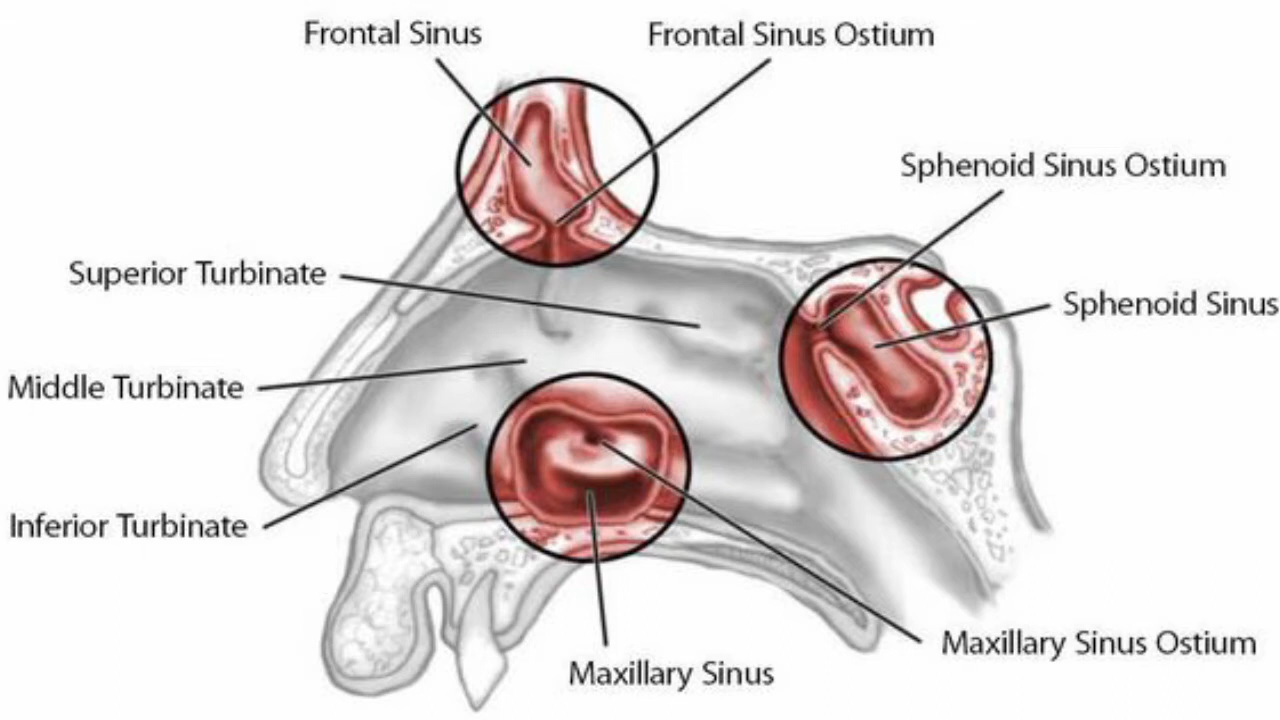 Frontal Sinus
Frontal Sinus Ostium
Sphenoid Sinus Ostium
Superior Turbinate
Sphenoid Sinus
Middle Turbinate
Inferior Turbinate
Maxillary Sinus Ostium
Maxillary Sinus